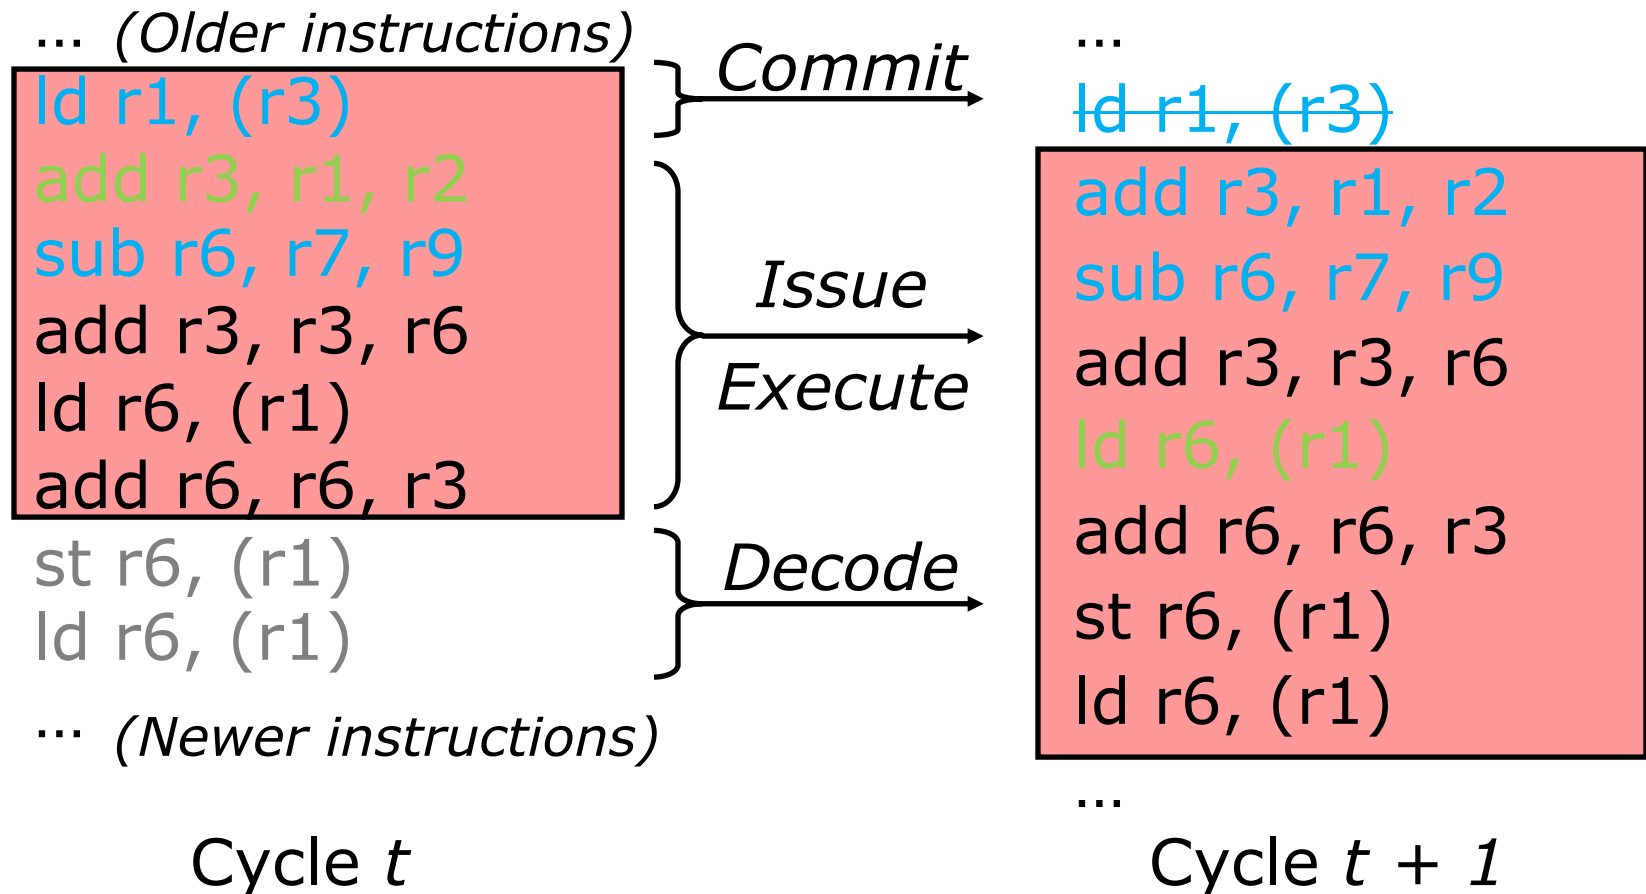 ... (Older instructions)
ld r1, (r3)
add r3, r1, r2
sub r6, r7, r9
add r3, r3, r6
ld r6, (r1)
add r6, r6, r3
st r6, (r1)
ld r6, (r1)
... (Newer instructions)
Cycle t
Commit
Issue
Execute
Decode
...
ld r1, (r3)
add r3, r1, r2
sub r6, r7, r9
add r3, r3, r6
ld r6, (r1)
add r6, r6, r3
st r6, (r1)
ld r6, (r1)
...
Cycle t + 1